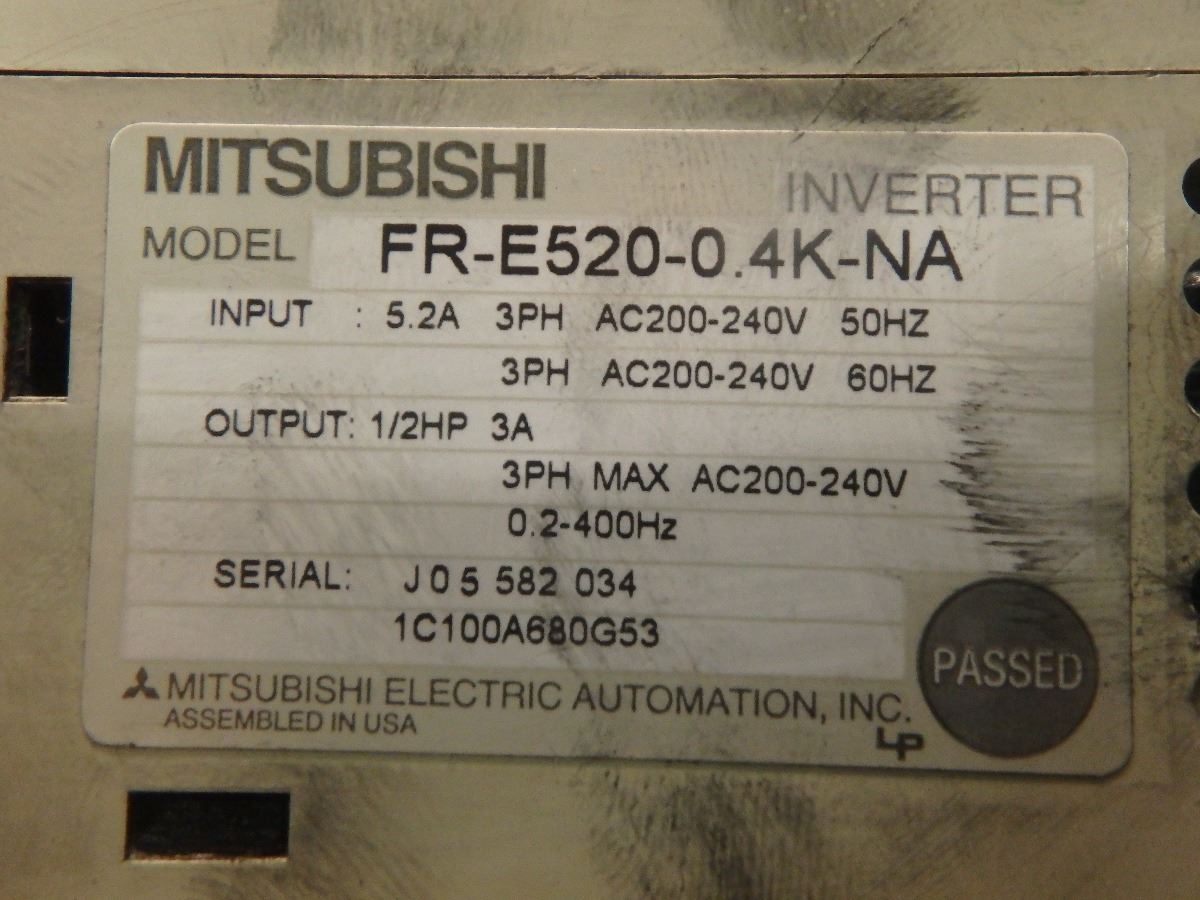 MITSUBISHI
INVERTER
MODEL FR-E520-0.4K-NA
INPUT : 5.2A 3PH AC200-240V 50HZ
3PH AC200-240V 60HZ
OUTPUT: 1/2HP 3A
3PH MAX AC200-240V
0.2-400Hz
SERIAL: J05 582 034
1C100A680G53
PASSED
MITSUBISHI ELECTRIC AUTOMATION, INC.
ASSEMBLED IN USA